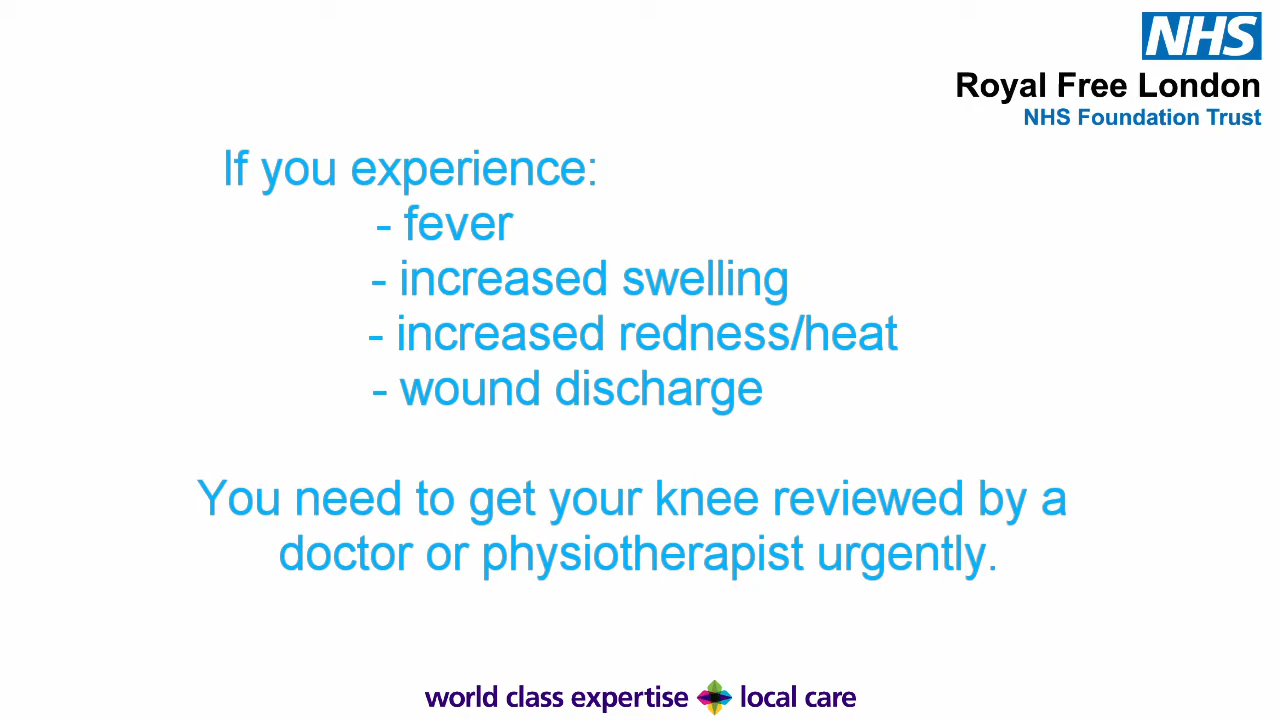 NHS
Royal Free London
NHS Foundation Trust
If you experience:
- fever
- increased swelling
- increased redness/heat
- wound discharge
You need to get your knee reviewed by a
doctor or physiotherapist urgently.
world class expertise local care